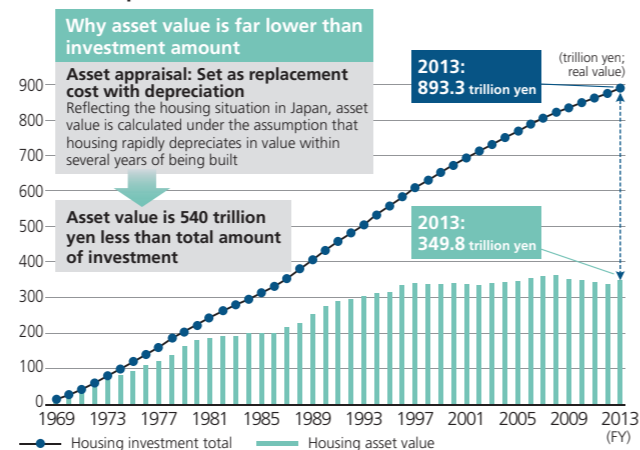 Why asset value is far lower than
investment amount
Asset appraisal: Set as replacement
cost with depreciation
Reflecting the housing situation in Japan, asset
value is calculated under the assumption that
housing rapidly depreciates in value within
several years of being built
Asset value is 540 trillion
yen less than total amount
of investment
2013:
893.3 trillion yen
(trillion yen;
real value)
2013:
349.8 trillion yen
900
800
700
600
500
400
300
200
100
0
1969 1973 1977 1981 1985 1989 1993 1997 2001 2005 2009 2013
(FY)
Housing investment total Housing asset value